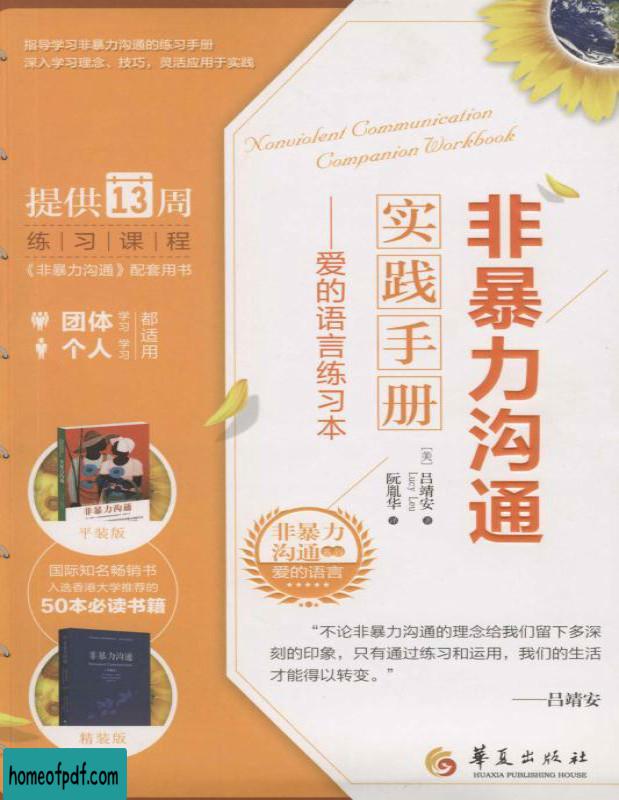 指导学习非暴力沟通的练习手册
深入学习理念、技巧，灵活应用于实践
Nonviolent Communication
Companion Workbook
提供13周
练习课程
《非暴力沟通》配套用书
团体学习
个人学习
都适用
非暴力沟通
实践手册
——爱的语言练习本
[美]吕靖安 著
Lucy Leu
阮胤华 译
非暴力沟通
平装版
国际知名畅销书
入选香港大学推荐的
50本必读书籍
非暴力沟通
精装版
非暴力
沟通系列
爱的语言
“不论非暴力沟通的理念给我们留下多深
刻的印象，只有通过练习和运用，我们的生活
才能得以转变。”
——吕靖安
华夏出版社
HUAXIA PUBLISHING HOUSE
homeofpdf.com